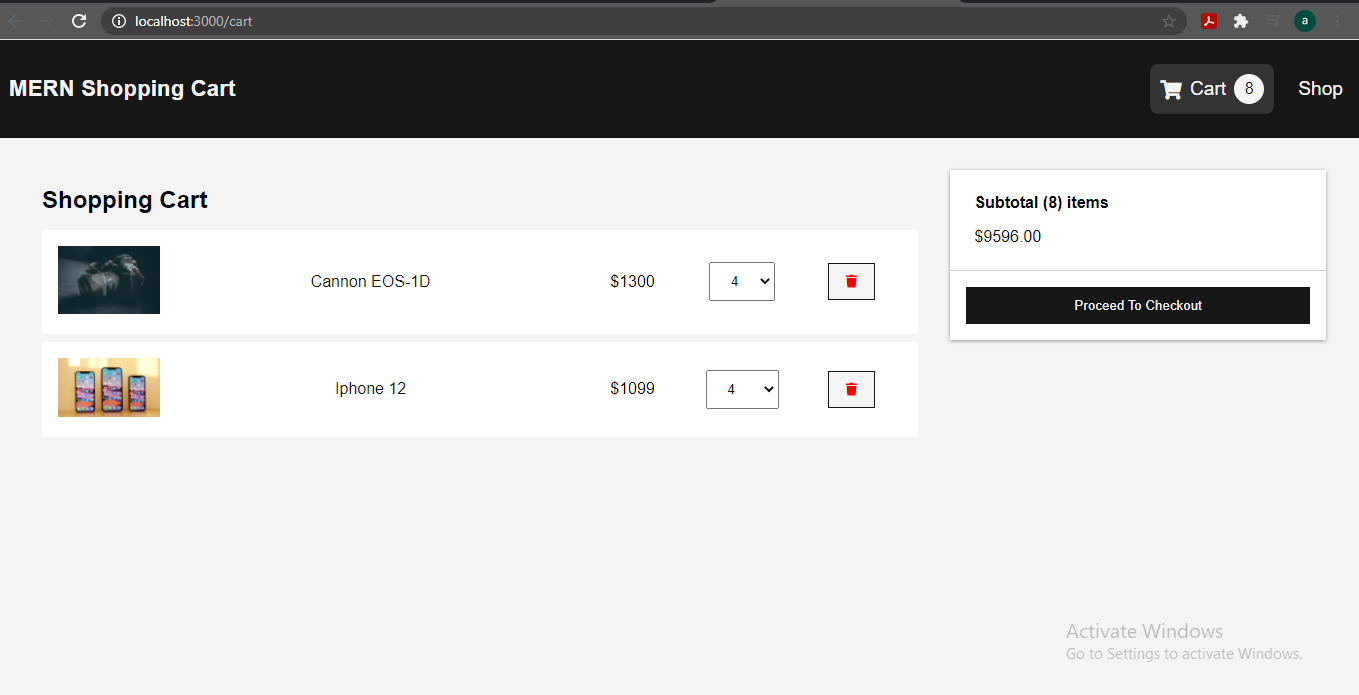 localhost:3000/cart
a
MERN Shopping Cart
Cart 8
Shop
Shopping Cart
Cannon EOS-1D $1300 4
Iphone 12 $1099 4
Subtotal (8) items
$9596.00
Proceed To Checkout
Activate Windows
Go to Settings to activate Windows.